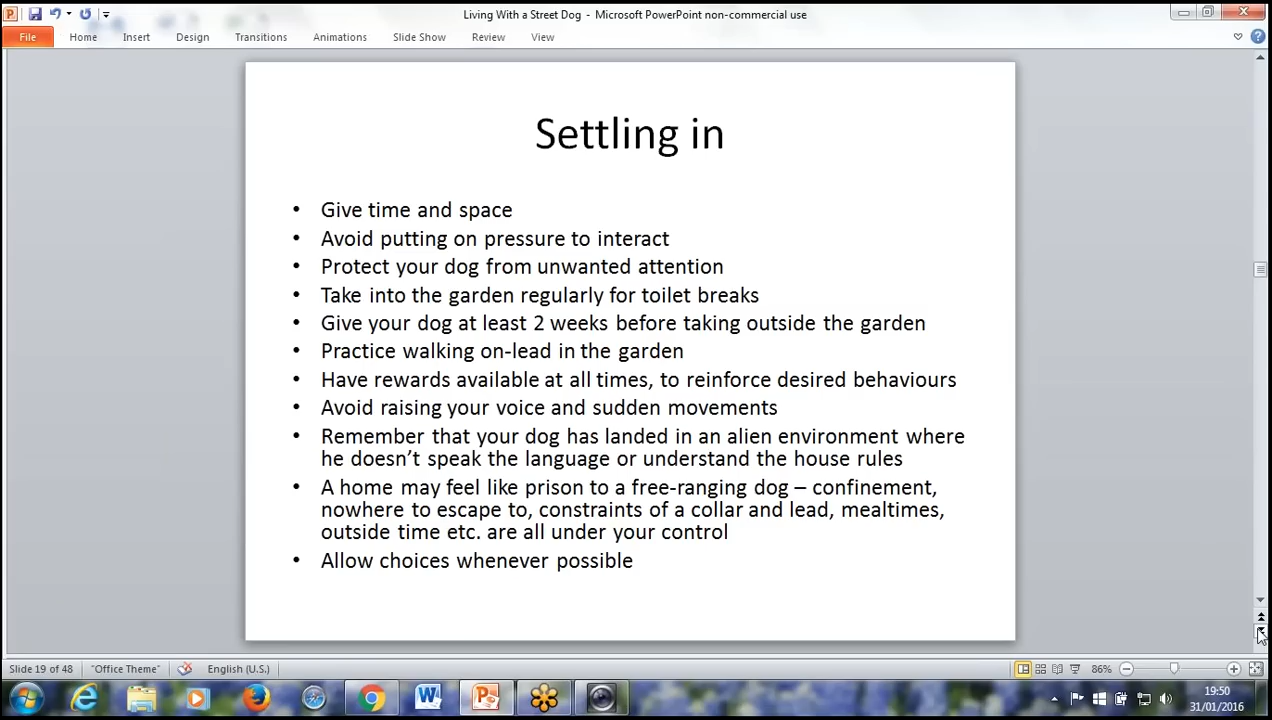 Living With a Street Dog - Microsoft PowerPoint non-commercial use
File Home Insert Design Transitions Animations Slide Show Review View
Settling in
• Give time and space
• Avoid putting on pressure to interact
• Protect your dog from unwanted attention
• Take into the garden regularly for toilet breaks
• Give your dog at least 2 weeks before taking outside the garden
• Practice walking on-lead in the garden
• Have rewards available at all times, to reinforce desired behaviours
• Avoid raising your voice and sudden movements
• Remember that your dog has landed in an alien environment where
he doesn’t speak the language or understand the house rules
• A home may feel like prison to a free-ranging dog – confinement,
nowhere to escape to, constraints of a collar and lead, mealtimes,
outside time etc. are all under your control
• Allow choices whenever possible
Slide 19 of 48 "Office Theme" English (U.S.) 86%
19:50
31/01/2016